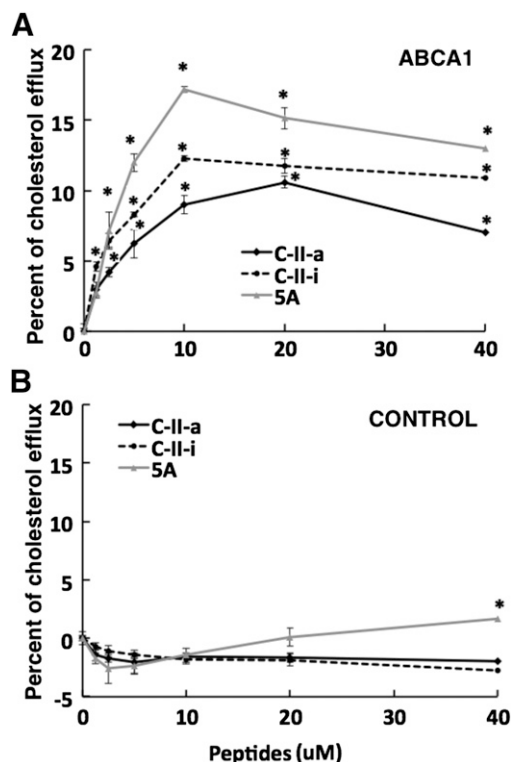 A
ABCA1
Percent of cholesterol efflux
20
15
10
5
0
* * * * * * * * * * * * * *
C-II-a
C-II-i
5A
0 10 20 30 40
B
CONTROL
Percent of cholesterol efflux
20
15
10
5
0
-5
C-II-a
C-II-i
5A
*
0 10 20 30 40
Peptides (uM)